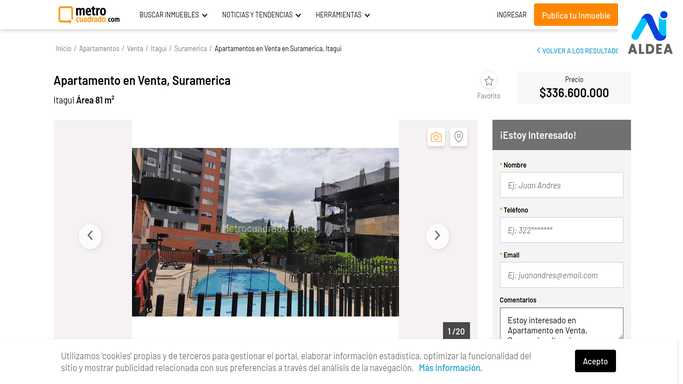 metro
cuadrado.com
BUSCAR INMUEBLES
NOTICIAS Y TENDENCIAS
HERRAMIENTAS
INGRESAR
Publica tu Inmueble
ALDEA
Inicio / Apartamentos / Venta / Itagui / Suramerica / Apartamentos en Venta en Suramerica, Itagui
VOLVER A LOS RESULTAD
Apartamento en Venta, Suramerica
Itagui Área 81 m²
Favorito
Precio
$336.600.000
Metrocuadrado.com
1 / 20
¡Estoy Interesado!
* Nombre
Ej: Juan Andres
* Teléfono
Ej: 322*******
* Email
Ej: juanandres@email.com
Comentarios
Estoy interesado en
Apartamento en Venta,
Utilizamos 'cookies' propias y de terceros para gestionar el portal, elaborar información estadística, optimizar la funcionalidad del
sitio y mostrar publicidad relacionada con sus preferencias a través del análisis de la navegación. Más Información.
Acepto